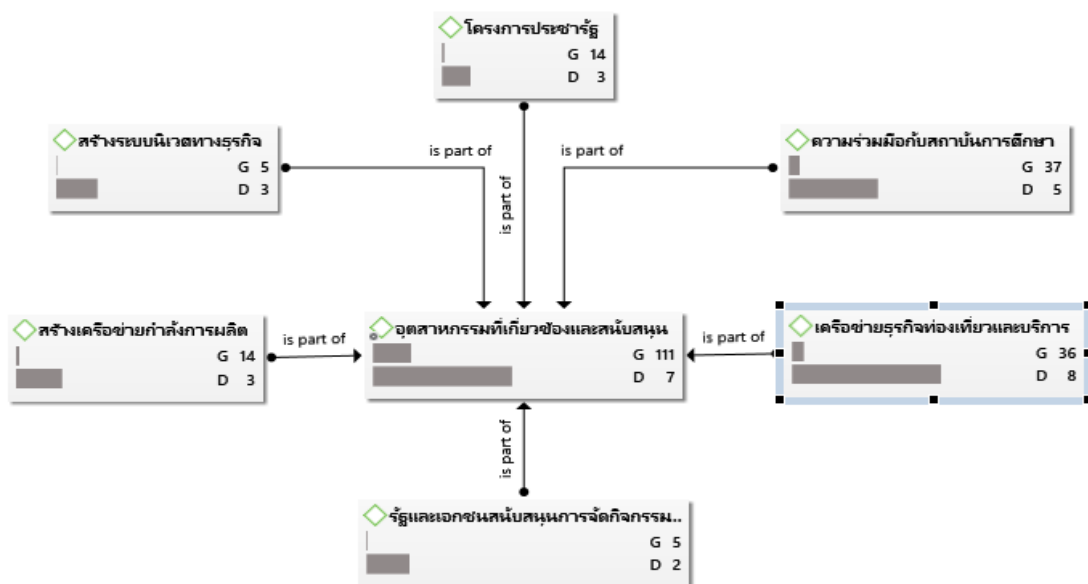 โครงการประชารัฐ
G 14
D 3
สร้างระบบนิเวศทางธุรกิจ
G 5
D 3
is part of
is part of
is part of
ความร่วมมือกับสถาบันการศึกษา
G 37
D 5
สร้างเครือข่ายกำลังการผลิต
G 14
D 3
is part of
อุตสาหกรรมที่เกี่ยวข้องและสนับสนุน
G 111
D 7
is part of
เครือข่ายธุรกิจท่องเที่ยวและบริการ
G 36
D 8
is part of
รัฐและเอกชนสนับสนุนการจัดกิจกรรม..
G 5
D 2